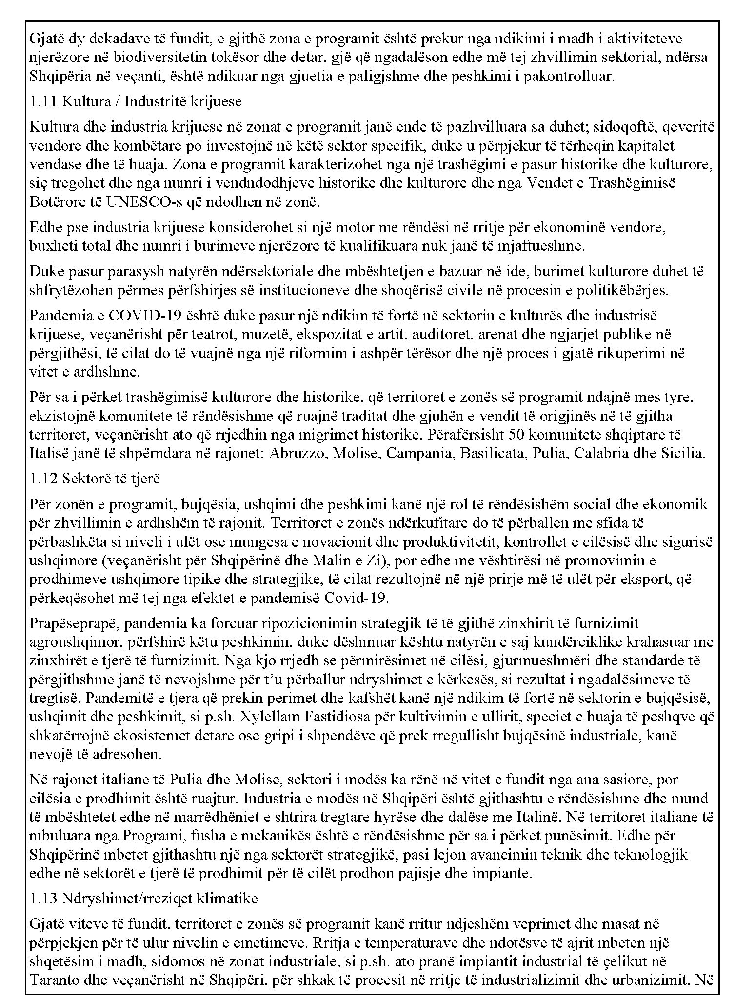 Gjatë dy dekadave të fundit, e gjithë zona e programit është prekur nga ndikimi i madh i aktiviteteve
njerëzore në biodiversitetin tokësor dhe detar, gjë që ngadalëson edhe më tej zhvillimin sektorial, ndërsa
Shqipëria në veçanti, është ndikuar nga gjuetia e paligjshme dhe peshkimi i pakontrolluar.
1.11 Kultura / Industritë krijuese
Kultura dhe industria krijuese në zonat e programit janë ende të pazhvilluara sa duhet; sidoqoftë, qeveritë
vendore dhe kombëtare po investojnë në këtë sektor specifik, duke u përpjekur të tërheqin kapitalet
vendase dhe të huaja. Zona e programit karakterizohet nga një trashëgimi e pasur historike dhe kulturore,
siç tregohet dhe nga numri i vendndodhjeve historike dhe kulturore dhe nga Vendet e Trashëgimisë
Botërore të UNESCO-s që ndodhen në zonë.
Edhe pse industria krijuese konsiderohet si një motor me rëndësi në rritje për ekonominë vendore,
buxheti total dhe numri i burimeve njerëzore të kualifikuara nuk janë të mjaftueshme.
Duke pasur parasysh natyrën ndërsektoriale dhe mbështetjen e bazuar në ide, burimet kulturore duhet të
shfrytëzohen përmes përfshirjes së institucioneve dhe shoqërisë civile në procesin e politikëbërjes.
Pandemia e COVID-19 është duke pasur një ndikim të fortë në sektorin e kulturës dhe industrisë
krijuese, veçanërisht për teatrot, muzetë, ekspozitat e artit, auditoret, arenat dhe ngjarjet publike në
përgjithësi, të cilat do të vuajnë nga një riformim i ashpër tërësor dhe një proces i gjatë rikuperimi në
vitet e ardhshme.
Për sa i përket trashëgimisë kulturore dhe historike, që territoret e zonës së programit ndajnë mes tyre,
ekzistojnë komunitete të rëndësishme që ruajnë traditat dhe gjuhën e vendit të origjinës në të gjitha
territoret, veçanërisht ato që rrjedhin nga migrimet historike. Përafërsisht 50 komunitete shqiptare të
Italisë janë të shpërndara në rajonet: Abruzzo, Molise, Campania, Basilicata, Pulia, Calabria dhe Sicilia.
1.12 Sektorë të tjerë
Për zonën e programit, bujqësia, ushqimi dhe peshkimi kanë një rol të rëndësishëm social dhe ekonomik
për zhvillimin e ardhshëm të rajonit. Territoret e zonës ndërkufitare do të përballen me sfida të
përbashkëta si niveli i ulët ose mungesa e novacionit dhe produktivitetit, kontrollet e cilësisë dhe sigurisë
ushqimore (veçanërisht për Shqipërinë dhe Malin e Zi), por edhe me vështirësi në promovimin e
prodhimeve ushqimore tipike dhe strategjike, të cilat rezultojnë në një prirje më të ulët për eksport, që
përkeqësohet më tej nga efektet e pandemisë Covid-19.
Prapëseprapë, pandemia ka forcuar ripozicionimin strategjik të të gjithë zinxhirit të furnizimit
agroushqimor, përfshirë këtu peshkimin, duke dëshmuar kështu natyrën e saj kundërciklike krahasuar me
zinxhirët e tjerë të furnizimit. Nga kjo rrjedh se përmirësimet në cilësi, gjurmueshmëri dhe standarde të
përgjithshme janë të nevojshme për t’u përballur ndryshimet e kërkesës, si rezultat i ngadalësimeve të
tregtisë. Pandemitë e tjera që prekin perimet dhe kafshët kanë një ndikim të fortë në sektorin e bujqësisë,
ushqimit dhe peshkimit, si p.sh. Xylellam Fastidiosa për kultivimin e ullirit, speciet e huaja të peshqve që
shkatërrojnë ekosistemet detare ose gripi i shpendëve që prek rregullisht bujqësinë industriale, kanë
nevojë të adresohen.
Në rajonet italiane të Pulia dhe Molise, sektori i modës ka rënë në vitet e fundit nga ana sasiore, por
cilësia e prodhimit është ruajtur. Industria e modës në Shqipëri është gjithashtu e rëndësishme dhe mund
të mbështetet edhe në marrëdhëniet e shtrira tregtare hyrëse dhe dalëse me Italinë. Në territoret italiane të
mbuluara nga Programi, fusha e mekanikës është e rëndësishme për sa i përket punësimit. Edhe për
Shqipërinë mbetet gjithashtu një nga sektorët strategjikë, pasi lejon avancimin teknik dhe teknologjik
edhe në sektorët e tjerë të prodhimit për të cilët prodhon pajisje dhe impiante.
1.13 Ndryshimet/rreziqet klimatike
Gjatë viteve të fundit, territoret e zonës së programit kanë rritur ndjeshëm veprimet dhe masat në
përpjekjen për të ulur nivelin e emetimeve. Rritja e temperaturave dhe ndotësve të ajrit mbeten një
shqetësim i madh, sidomos në zonat industriale, si p.sh. ato pranë impiantit industrial të çelikut në
Taranto dhe veçanërisht në Shqipëri, për shkak të procesit në rritje të industrializimit dhe urbanizimit. Në